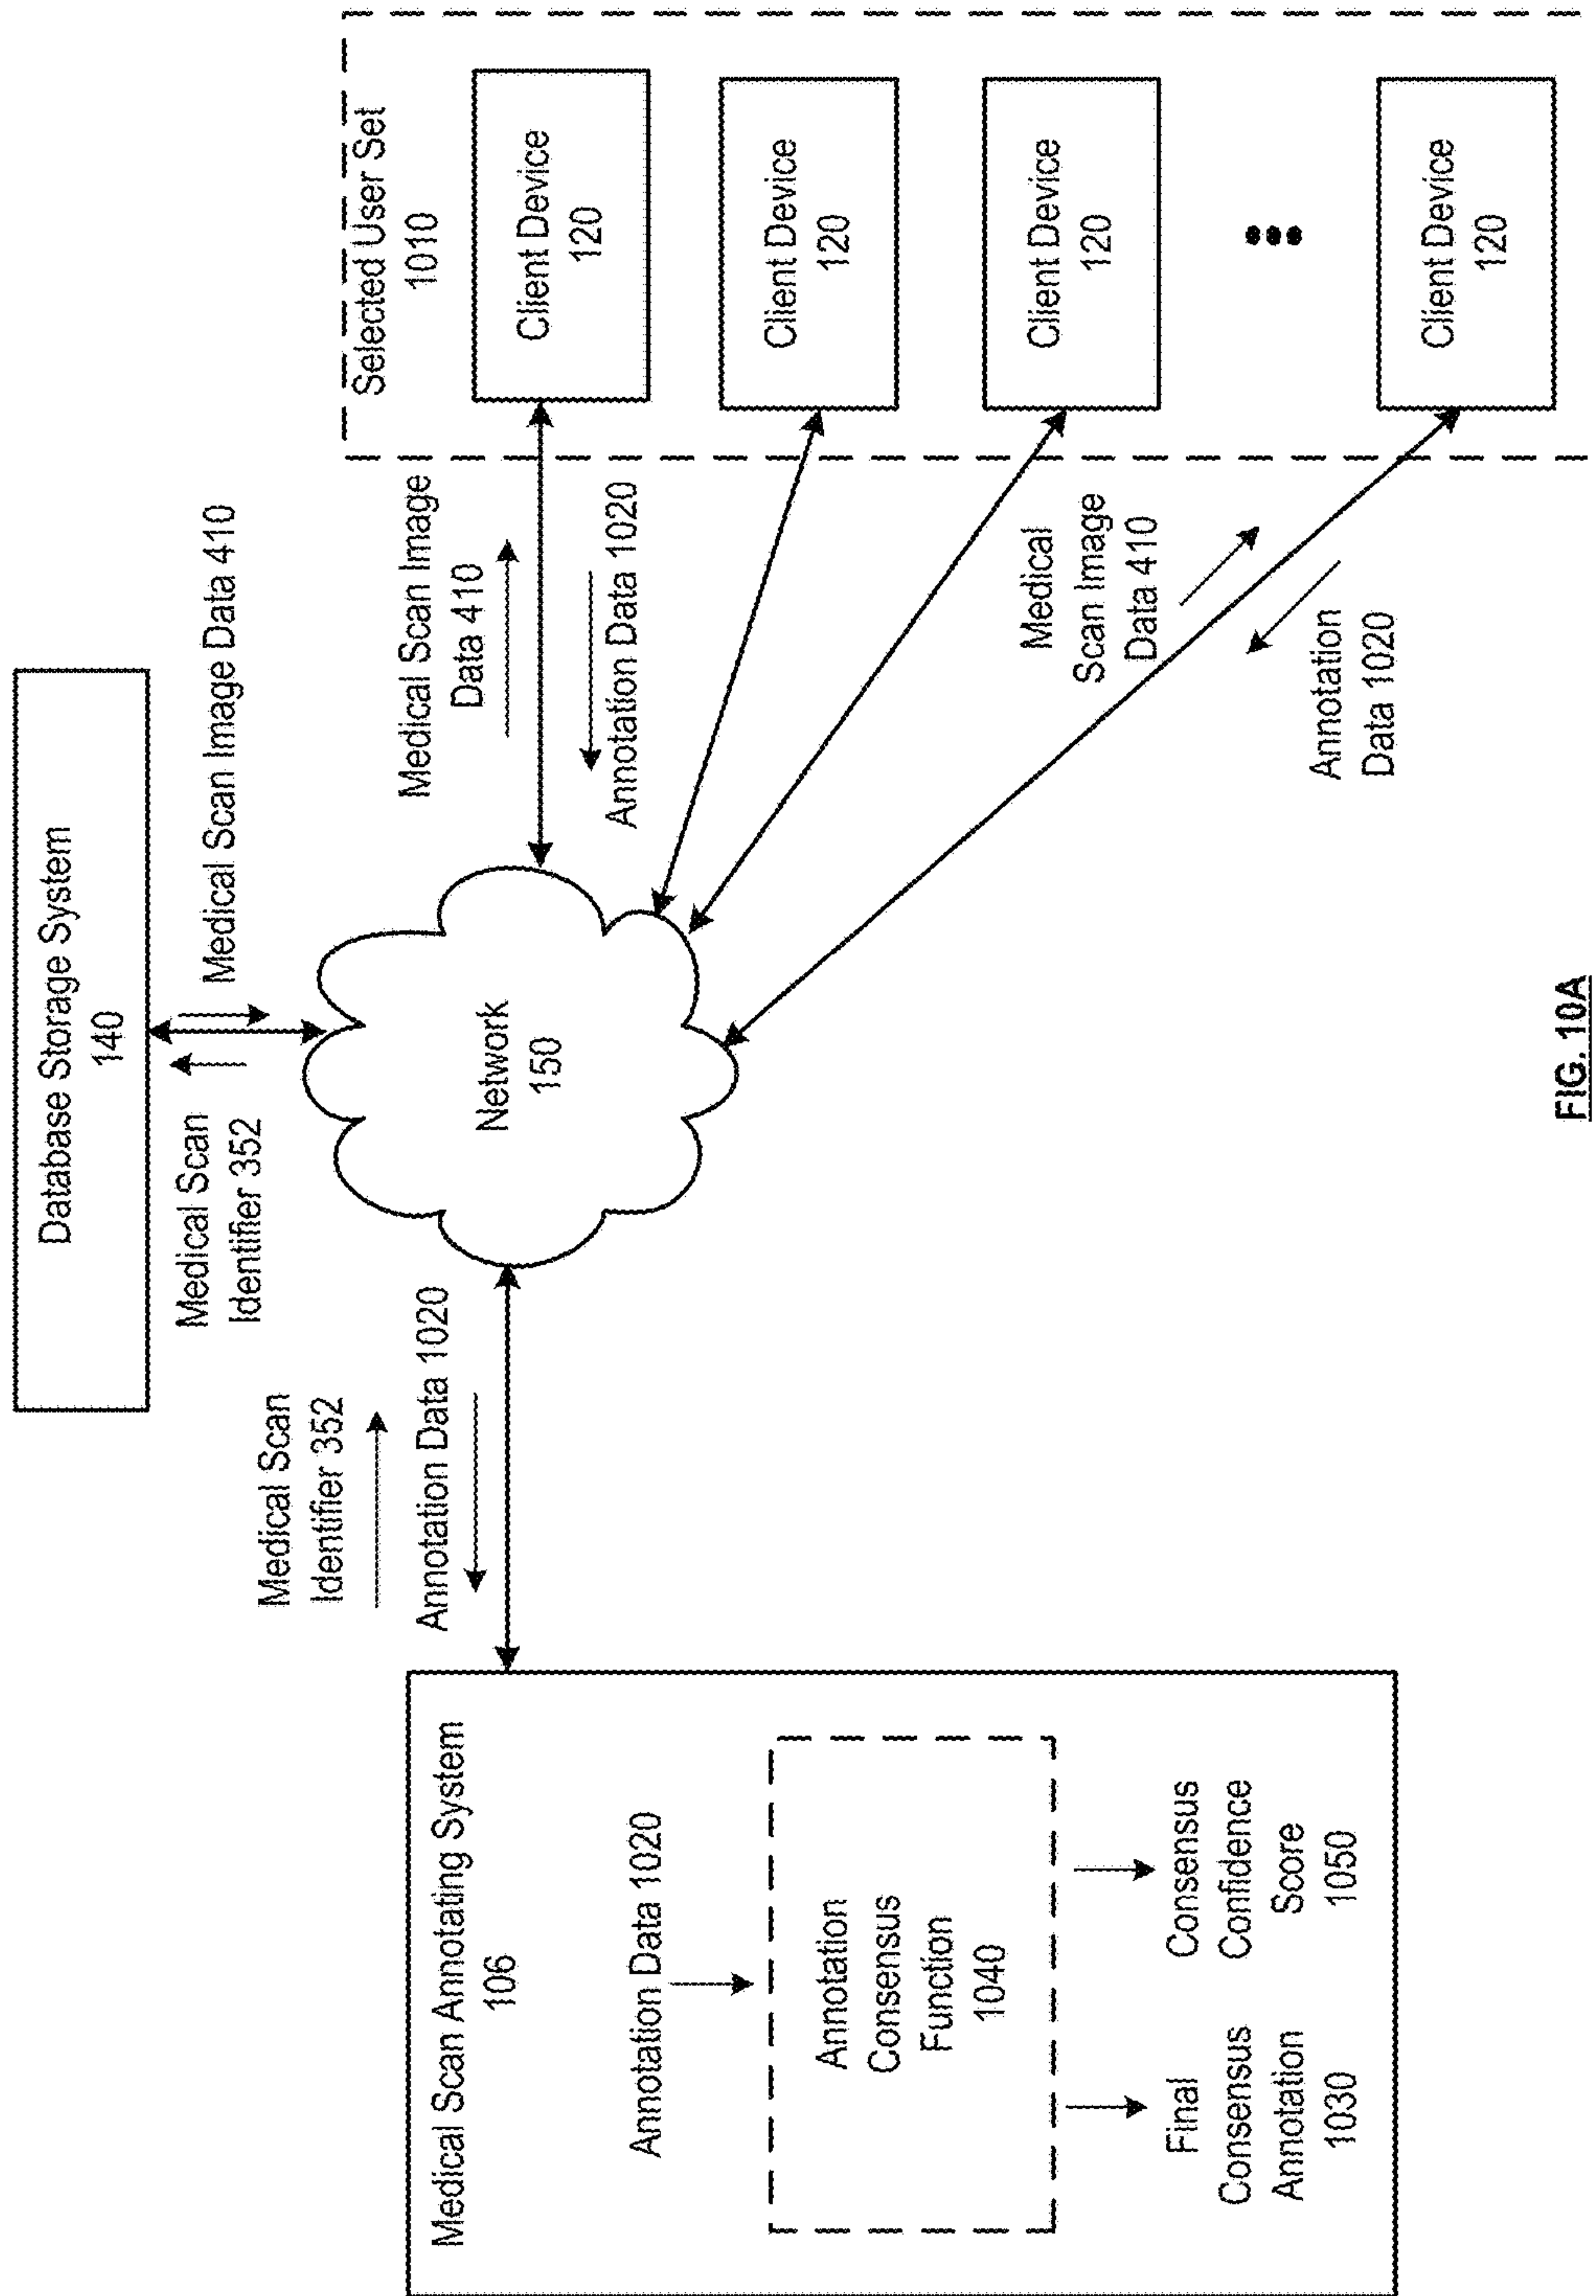 Database Storage System
140
Medical Scan
Identifier 352
Medical Scan Image Data 410
Medical Scan
Identifier 352
Annotation Data 1020
Network
150
Medical Scan Image
Data 410
Annotation Data 1020
Medical
Scan Image
Data 410
Annotation
Data 1020
Selected User Set
1010
Client Device
120
Client Device
120
Client Device
120
Client Device
120
Medical Scan Annotating System
106
Annotation Data 1020
Annotation
Consensus
Function
1040
Final
Consensus
Annotation
1030
Consensus
Confidence
Score
1050
FIG. 10A